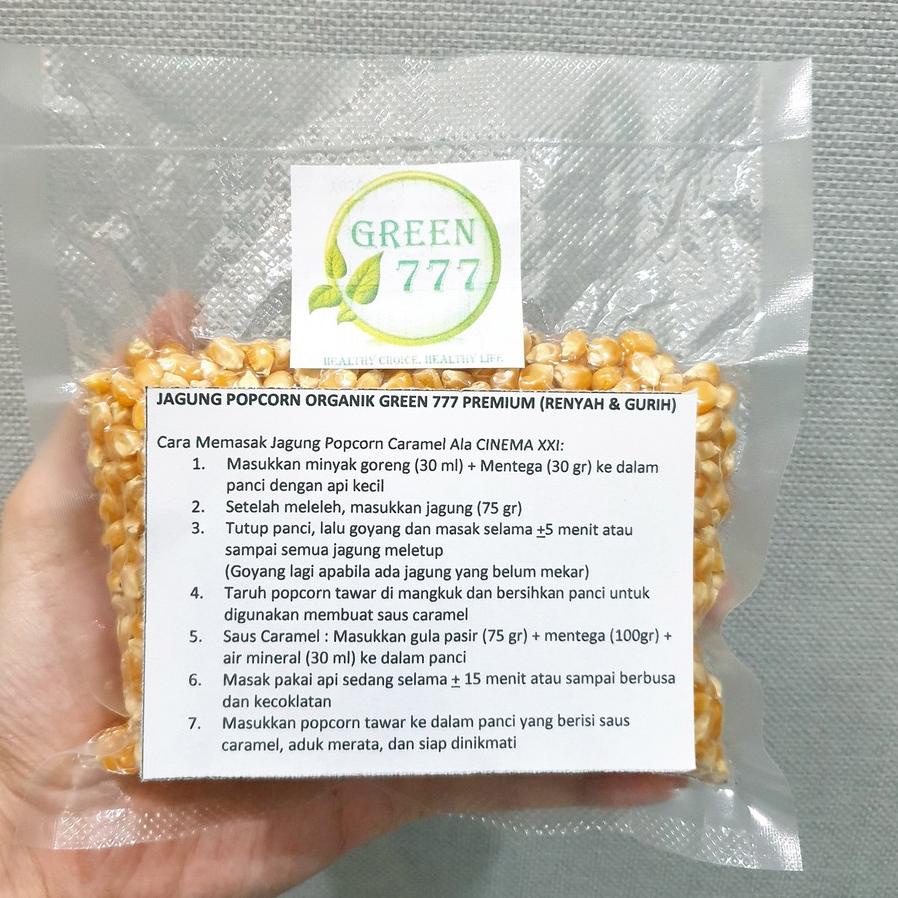 GREEN
777
HEALTHY CHOICE, HEALTHY LIFE
JAGUNG POPCORN ORGANIK GREEN 777 PREMIUM (RENYAH & GURIH)
Cara Memasak Jagung Popcorn Caramel Ala CINEMA XXI:
1. Masukkan minyak goreng (30 ml) + Mentega (30 gr) ke dalam
panci dengan api kecil
2. Setelah meleleh, masukkan jagung (75 gr)
3. Tutup panci, lalu goyang dan masak selama ±5 menit atau
sampai semua jagung meletup
(Goyang lagi apabila ada jagung yang belum mekar)
4. Taruh popcorn tawar di mangkuk dan bersihkan panci untuk
digunakan membuat saus caramel
5. Saus Caramel : Masukkan gula pasir (75 gr) + mentega (100gr) +
air mineral (30 ml) ke dalam panci
6. Masak pakai api sedang selama ± 15 menit atau sampai berbusa
dan kecoklatan
7. Masukkan popcorn tawar ke dalam panci yang berisi saus
caramel, aduk merata, dan siap dinikmati